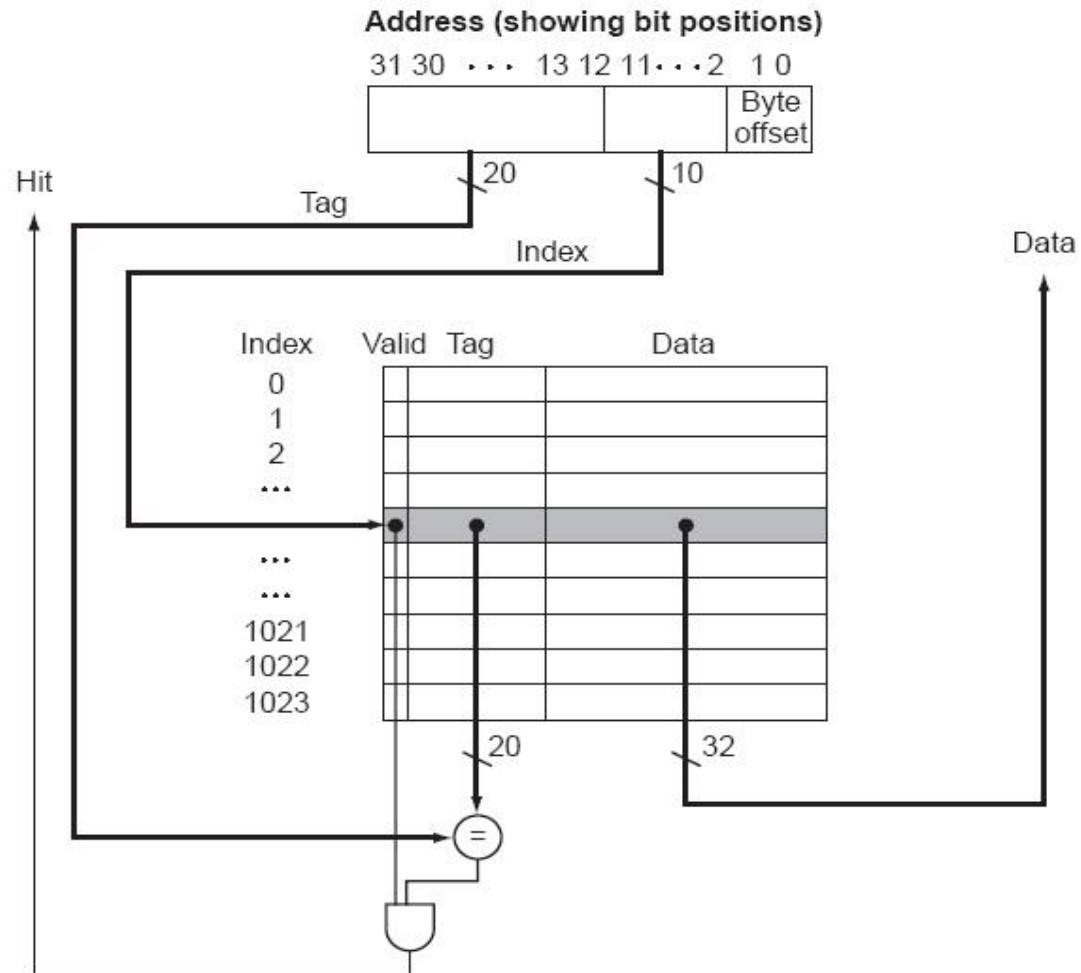 Address (showing bit positions)
31 30 ··· 13 12 11···2 1 0
Byte
offset
20
10
Hit
Tag
Index
Data
Index Valid Tag Data
0
1
2
...
...
...
1021
1022
1023
20
32
=